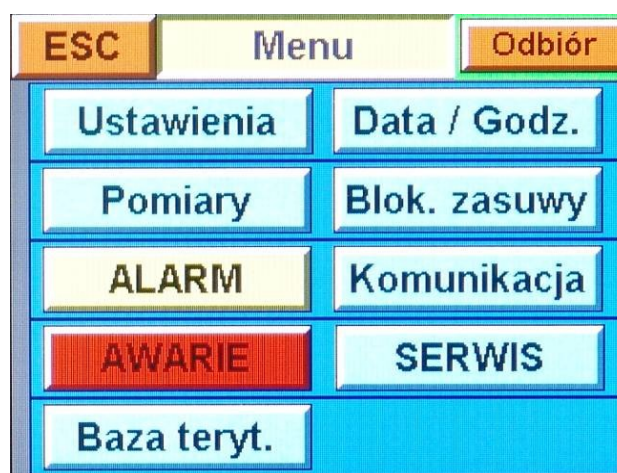 ESC Menu Odbiór
Ustawienia Data / Godz.
Pomiary Blok. zasuwy
ALARM Komunikacja
AWARIE SERWIS
Baza teryt.